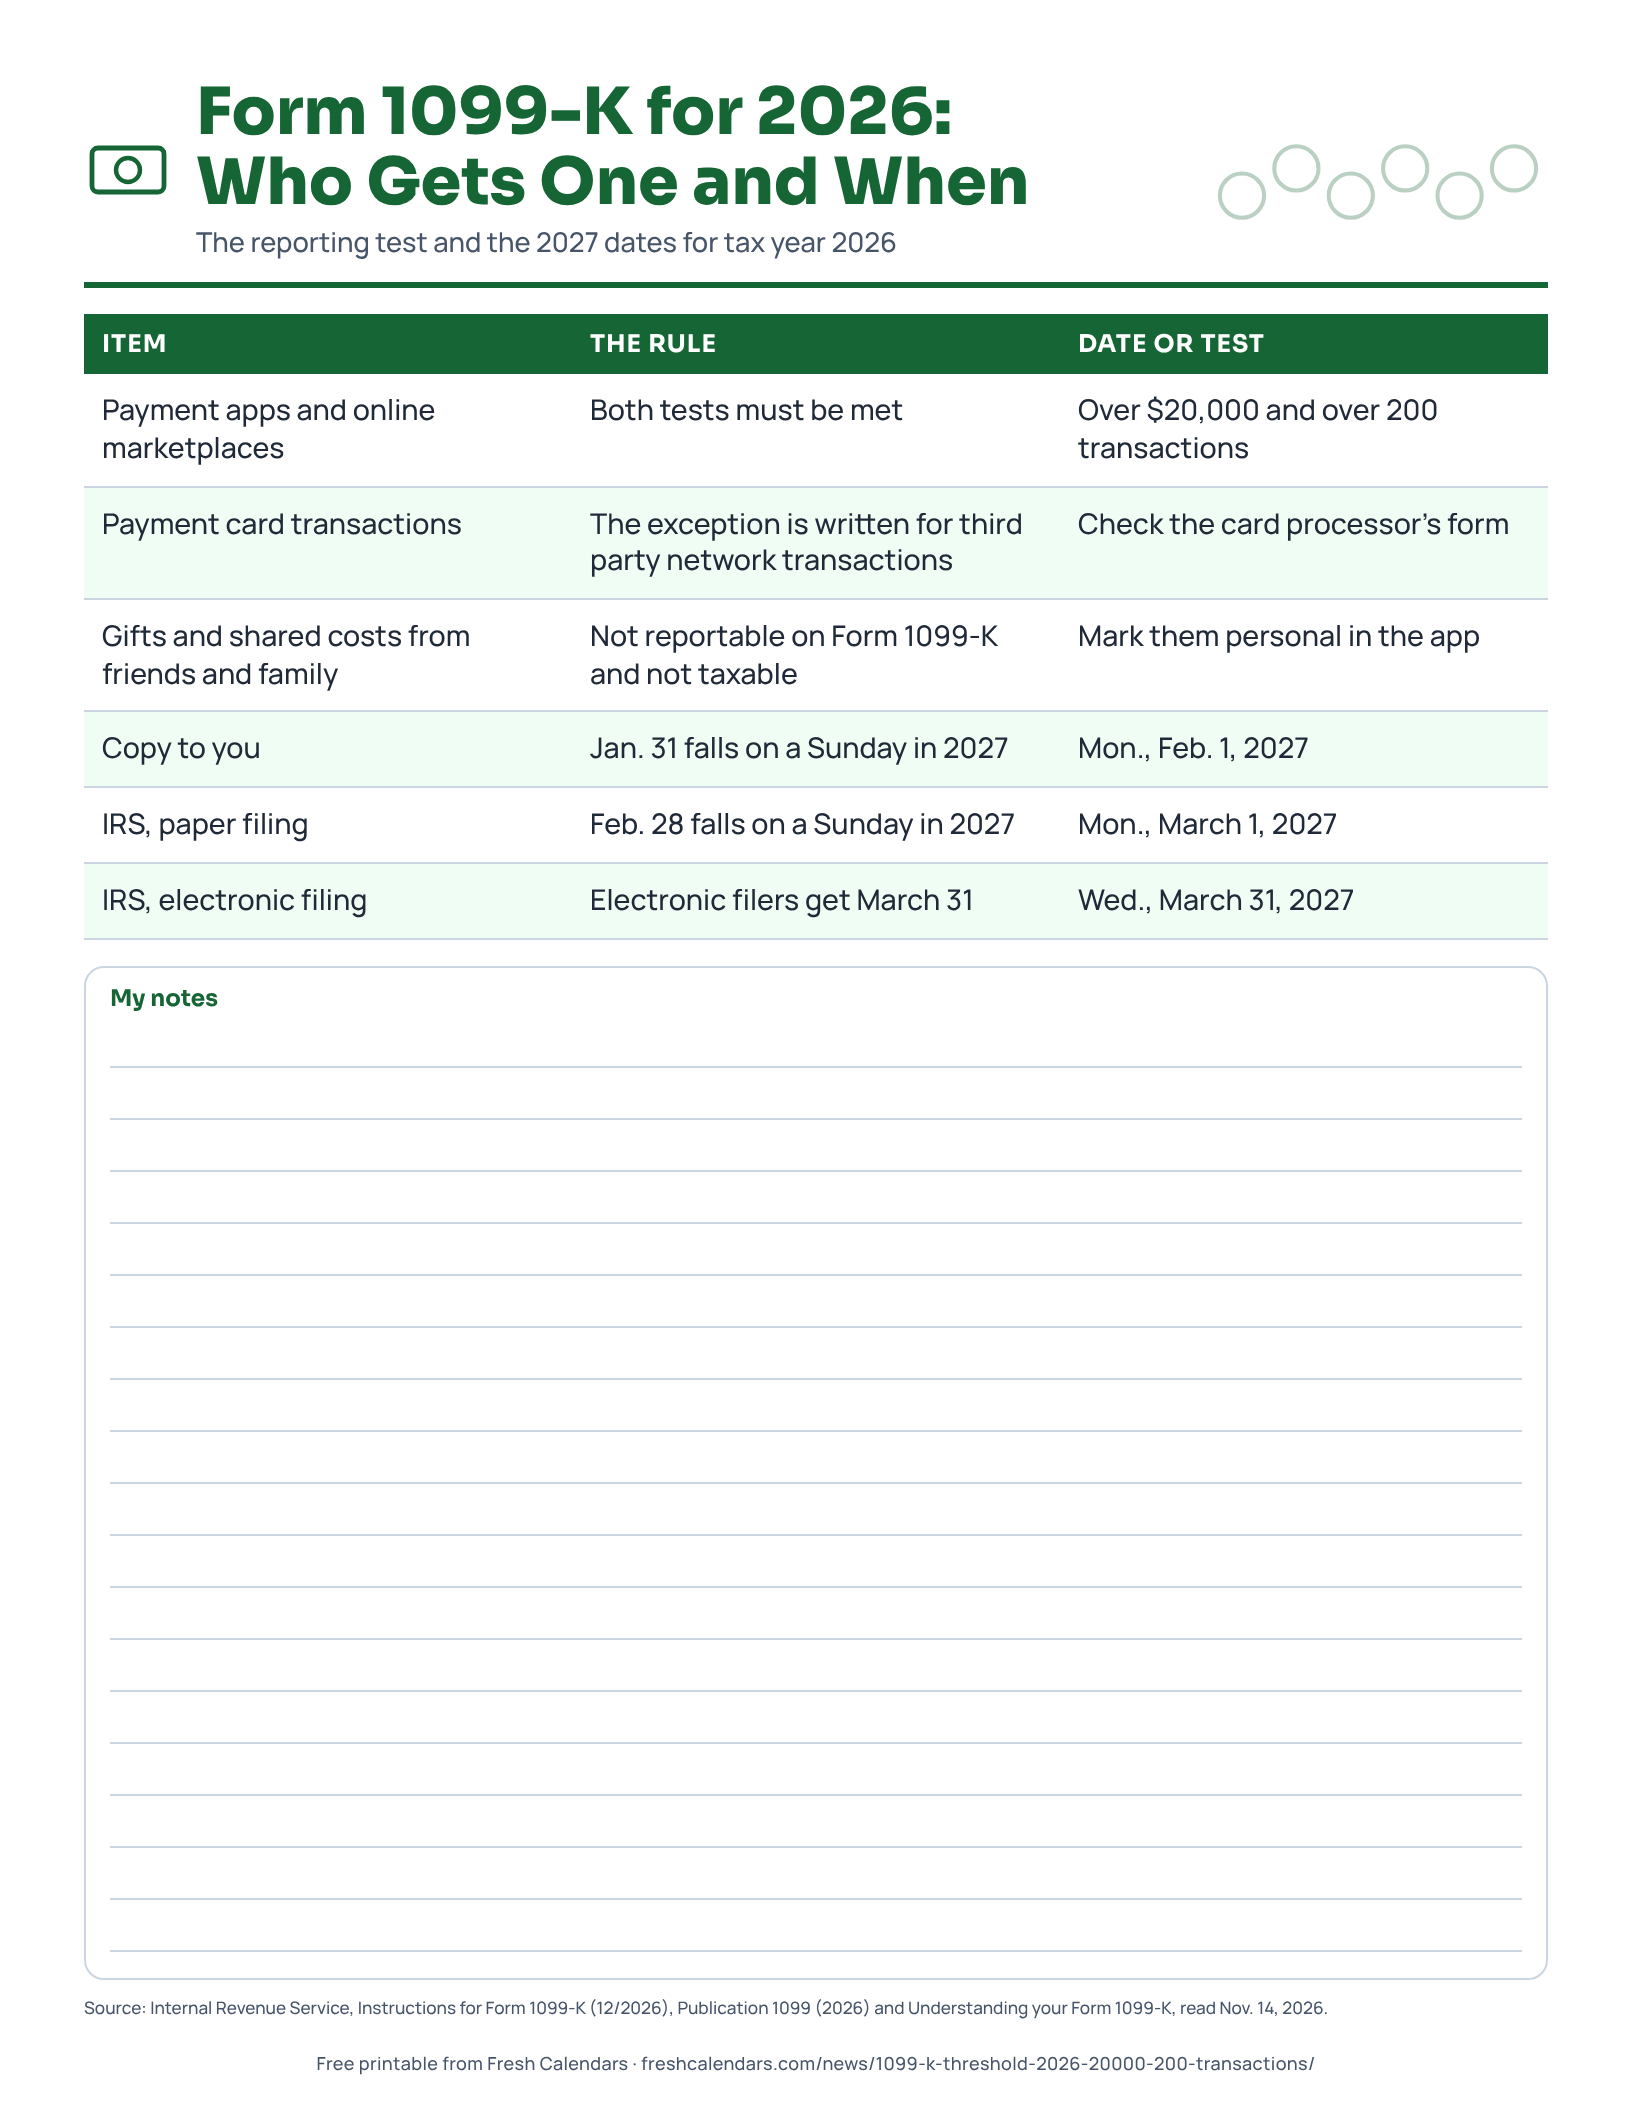 Form 1099-K for 2026:
Who Gets One and When
The reporting test and the 2027 dates for tax year 2026
ITEM THE RULE DATE OR TEST
Payment apps and online marketplaces Both tests must be met Over $20,000 and over 200 transactions
Payment card transactions The exception is written for third party network transactions Check the card processor’s form
Gifts and shared costs from friends and family Not reportable on Form 1099-K and not taxable Mark them personal in the app
Copy to you Jan. 31 falls on a Sunday in 2027 Mon., Feb. 1, 2027
IRS, paper filing Feb. 28 falls on a Sunday in 2027 Mon., March 1, 2027
IRS, electronic filing Electronic filers get March 31 Wed., March 31, 2027
My notes
Source: Internal Revenue Service, Instructions for Form 1099-K (12/2026), Publication 1099 (2026) and Understanding your Form 1099-K, read Nov. 14, 2026.
Free printable from Fresh Calendars · freshcalendars.com/news/1099-k-threshold-2026-20000-200-transactions/